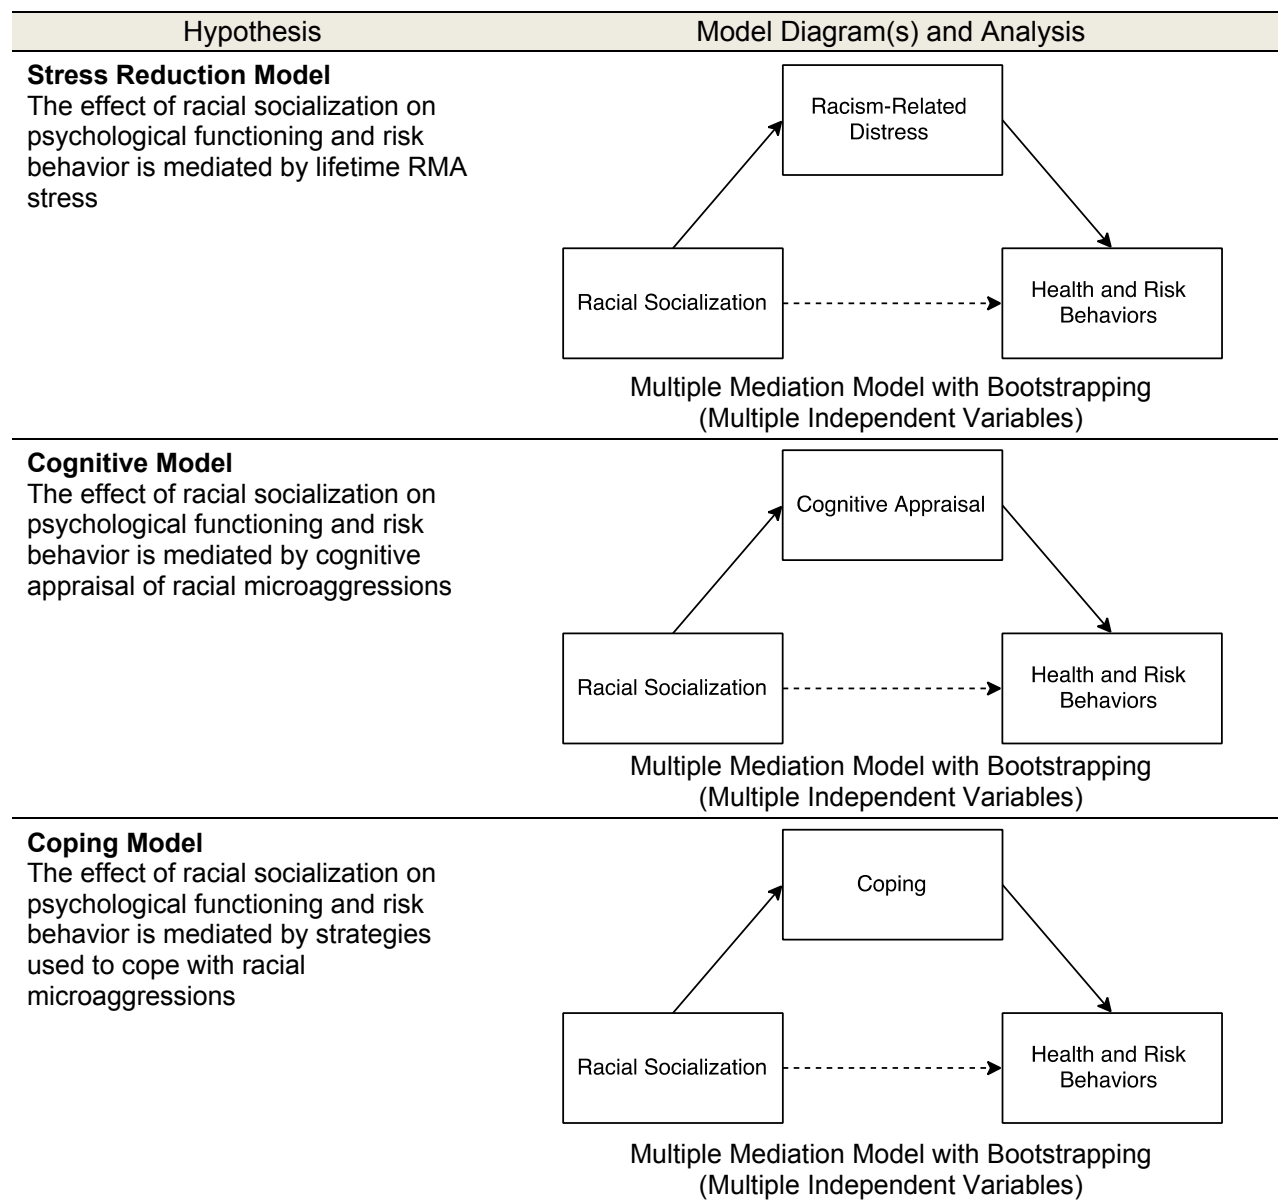 Hypothesis
Model Diagram(s) and Analysis
Stress Reduction Model
The effect of racial socialization on
psychological functioning and risk
behavior is mediated by lifetime RMA
stress
Racism-Related
Distress
Racial Socialization
Health and Risk
Behaviors
Multiple Mediation Model with Bootstrapping
(Multiple Independent Variables)
Cognitive Model
The effect of racial socialization on
psychological functioning and risk
behavior is mediated by cognitive
appraisal of racial microaggressions
Cognitive Appraisal
Racial Socialization
Health and Risk
Behaviors
Multiple Mediation Model with Bootstrapping
(Multiple Independent Variables)
Coping Model
The effect of racial socialization on
psychological functioning and risk
behavior is mediated by strategies
used to cope with racial
microaggressions
Coping
Racial Socialization
Health and Risk
Behaviors
Multiple Mediation Model with Bootstrapping
(Multiple Independent Variables)